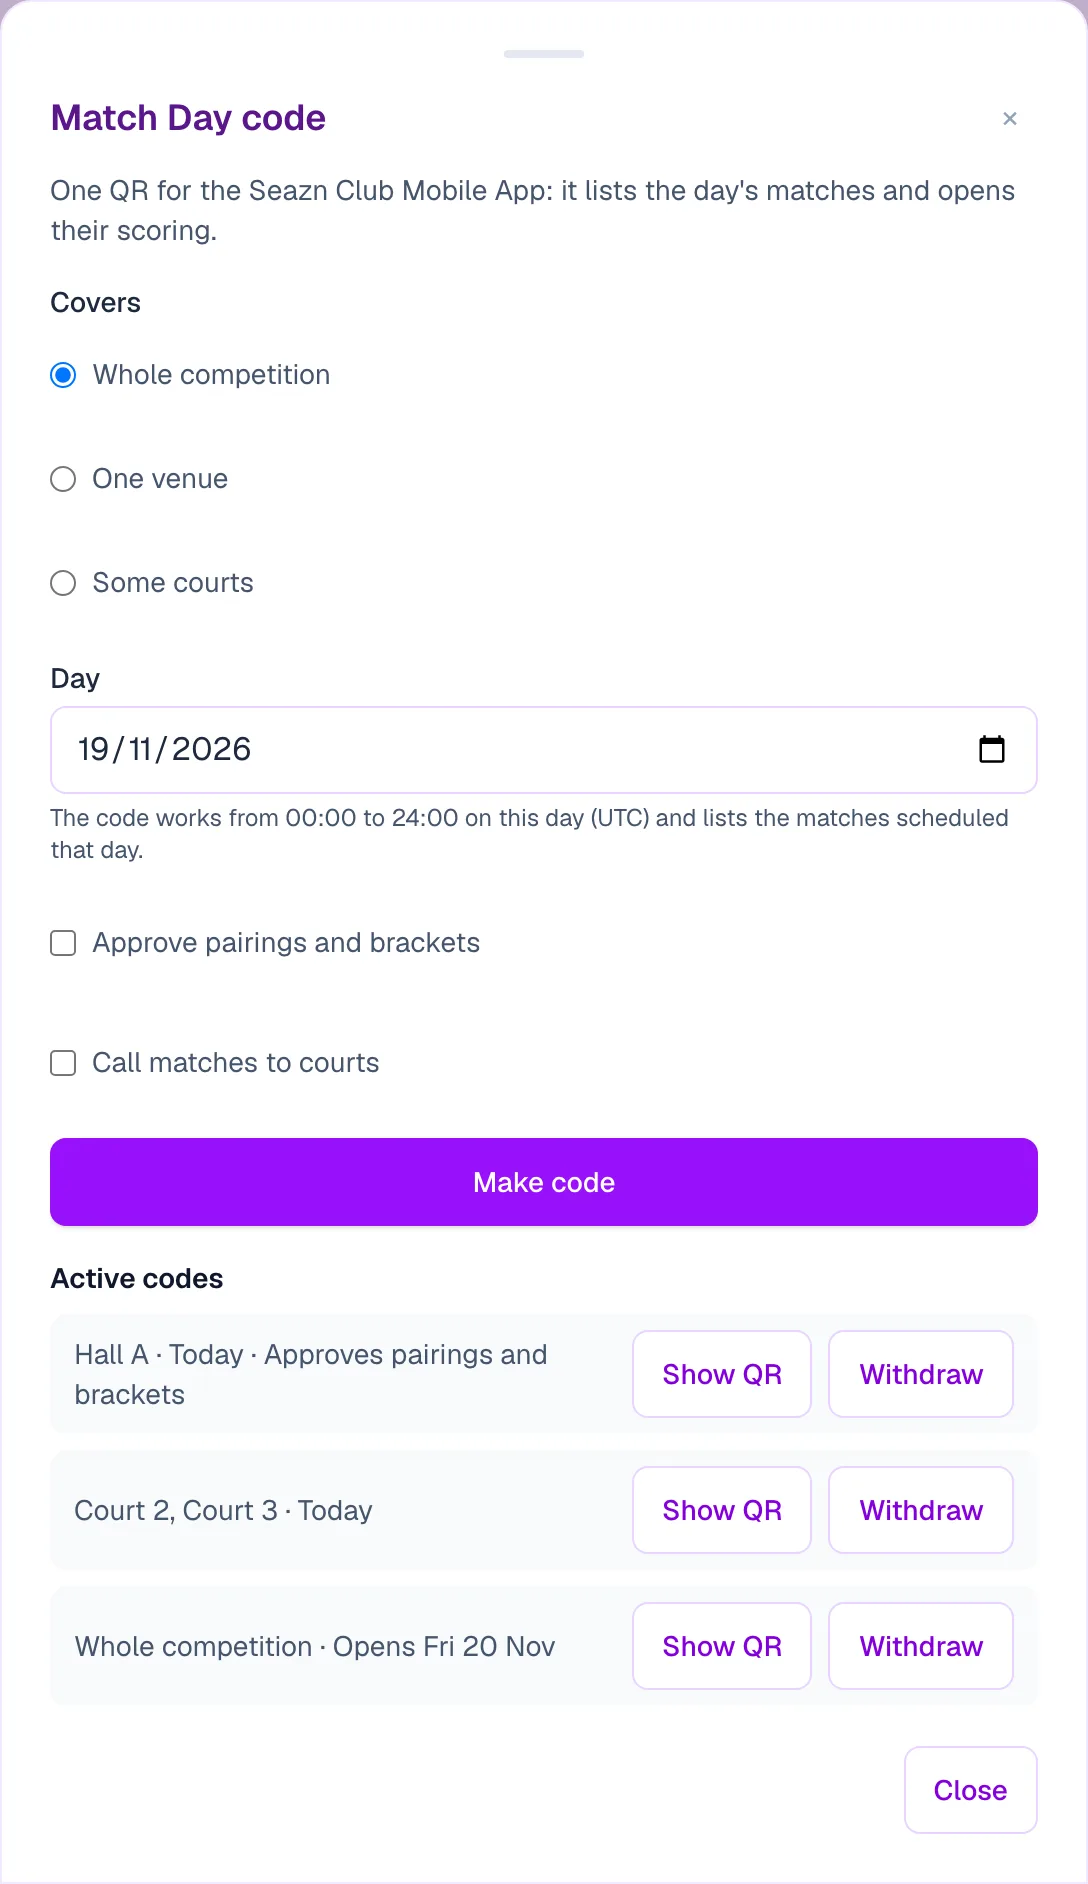 Match Day code
×
One QR for the Seazn Club Mobile App: it lists the day's matches and opens
their scoring.
Covers
Whole competition
One venue
Some courts
Day
19/11/2026
The code works from 00:00 to 24:00 on this day (UTC) and lists the matches scheduled
that day.
Approve pairings and brackets
Call matches to courts
Make code
Active codes
Hall A · Today · Approves pairings and
brackets
Show QR
Withdraw
Court 2, Court 3 · Today
Show QR
Withdraw
Whole competition · Opens Fri 20 Nov
Show QR
Withdraw
Close